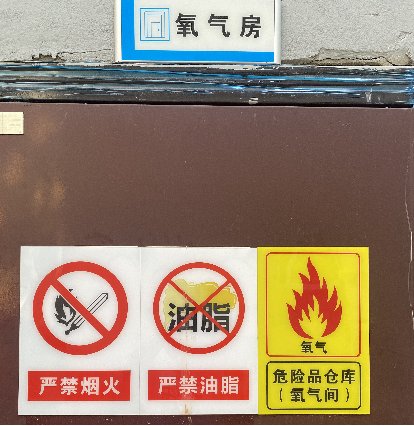 氧气房
油脂
氧气
严禁烟火
严禁油脂
危险品仓库
（氧气间）